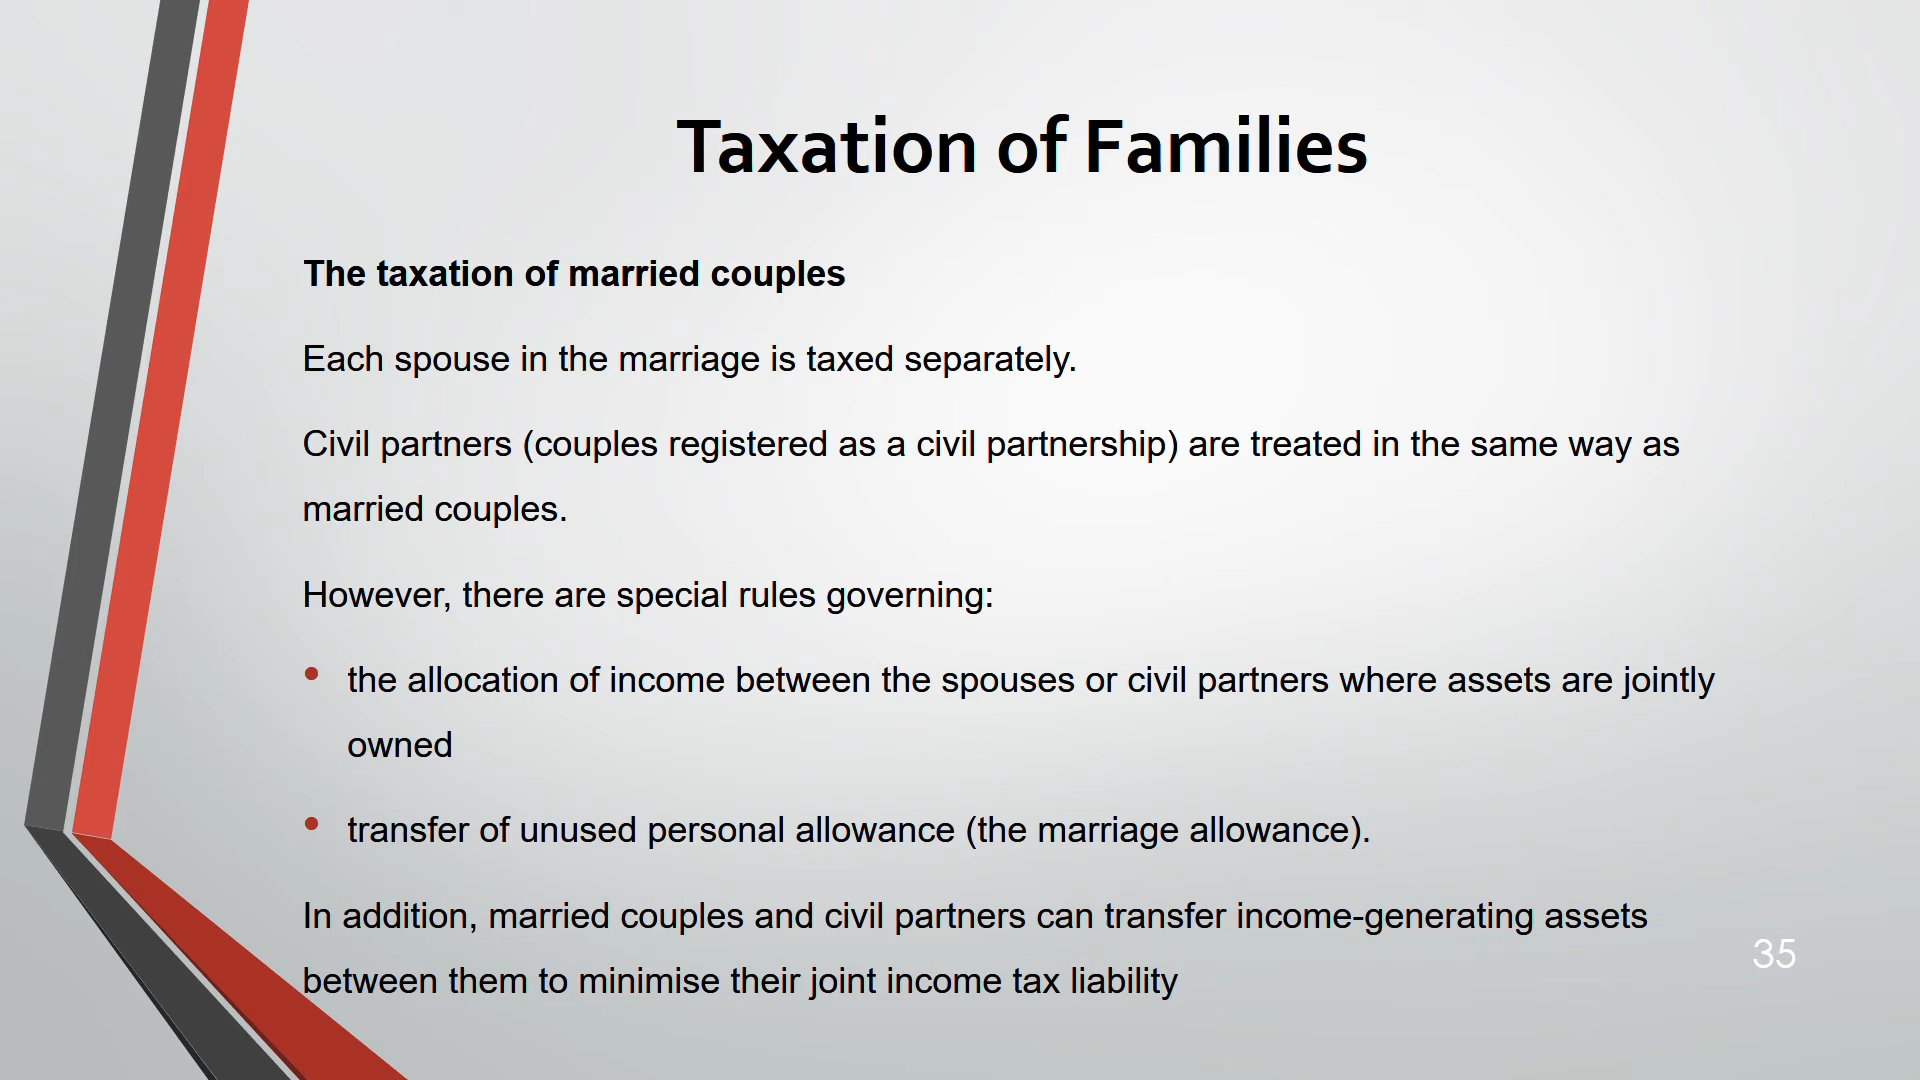 Taxation of Families
The taxation of married couples
Each spouse in the marriage is taxed separately.
Civil partners (couples registered as a civil partnership) are treated in the same way as
married couples.
However, there are special rules governing:
• the allocation of income between the spouses or civil partners where assets are jointly
owned
• transfer of unused personal allowance (the marriage allowance).
In addition, married couples and civil partners can transfer income-generating assets
between them to minimise their joint income tax liability
35